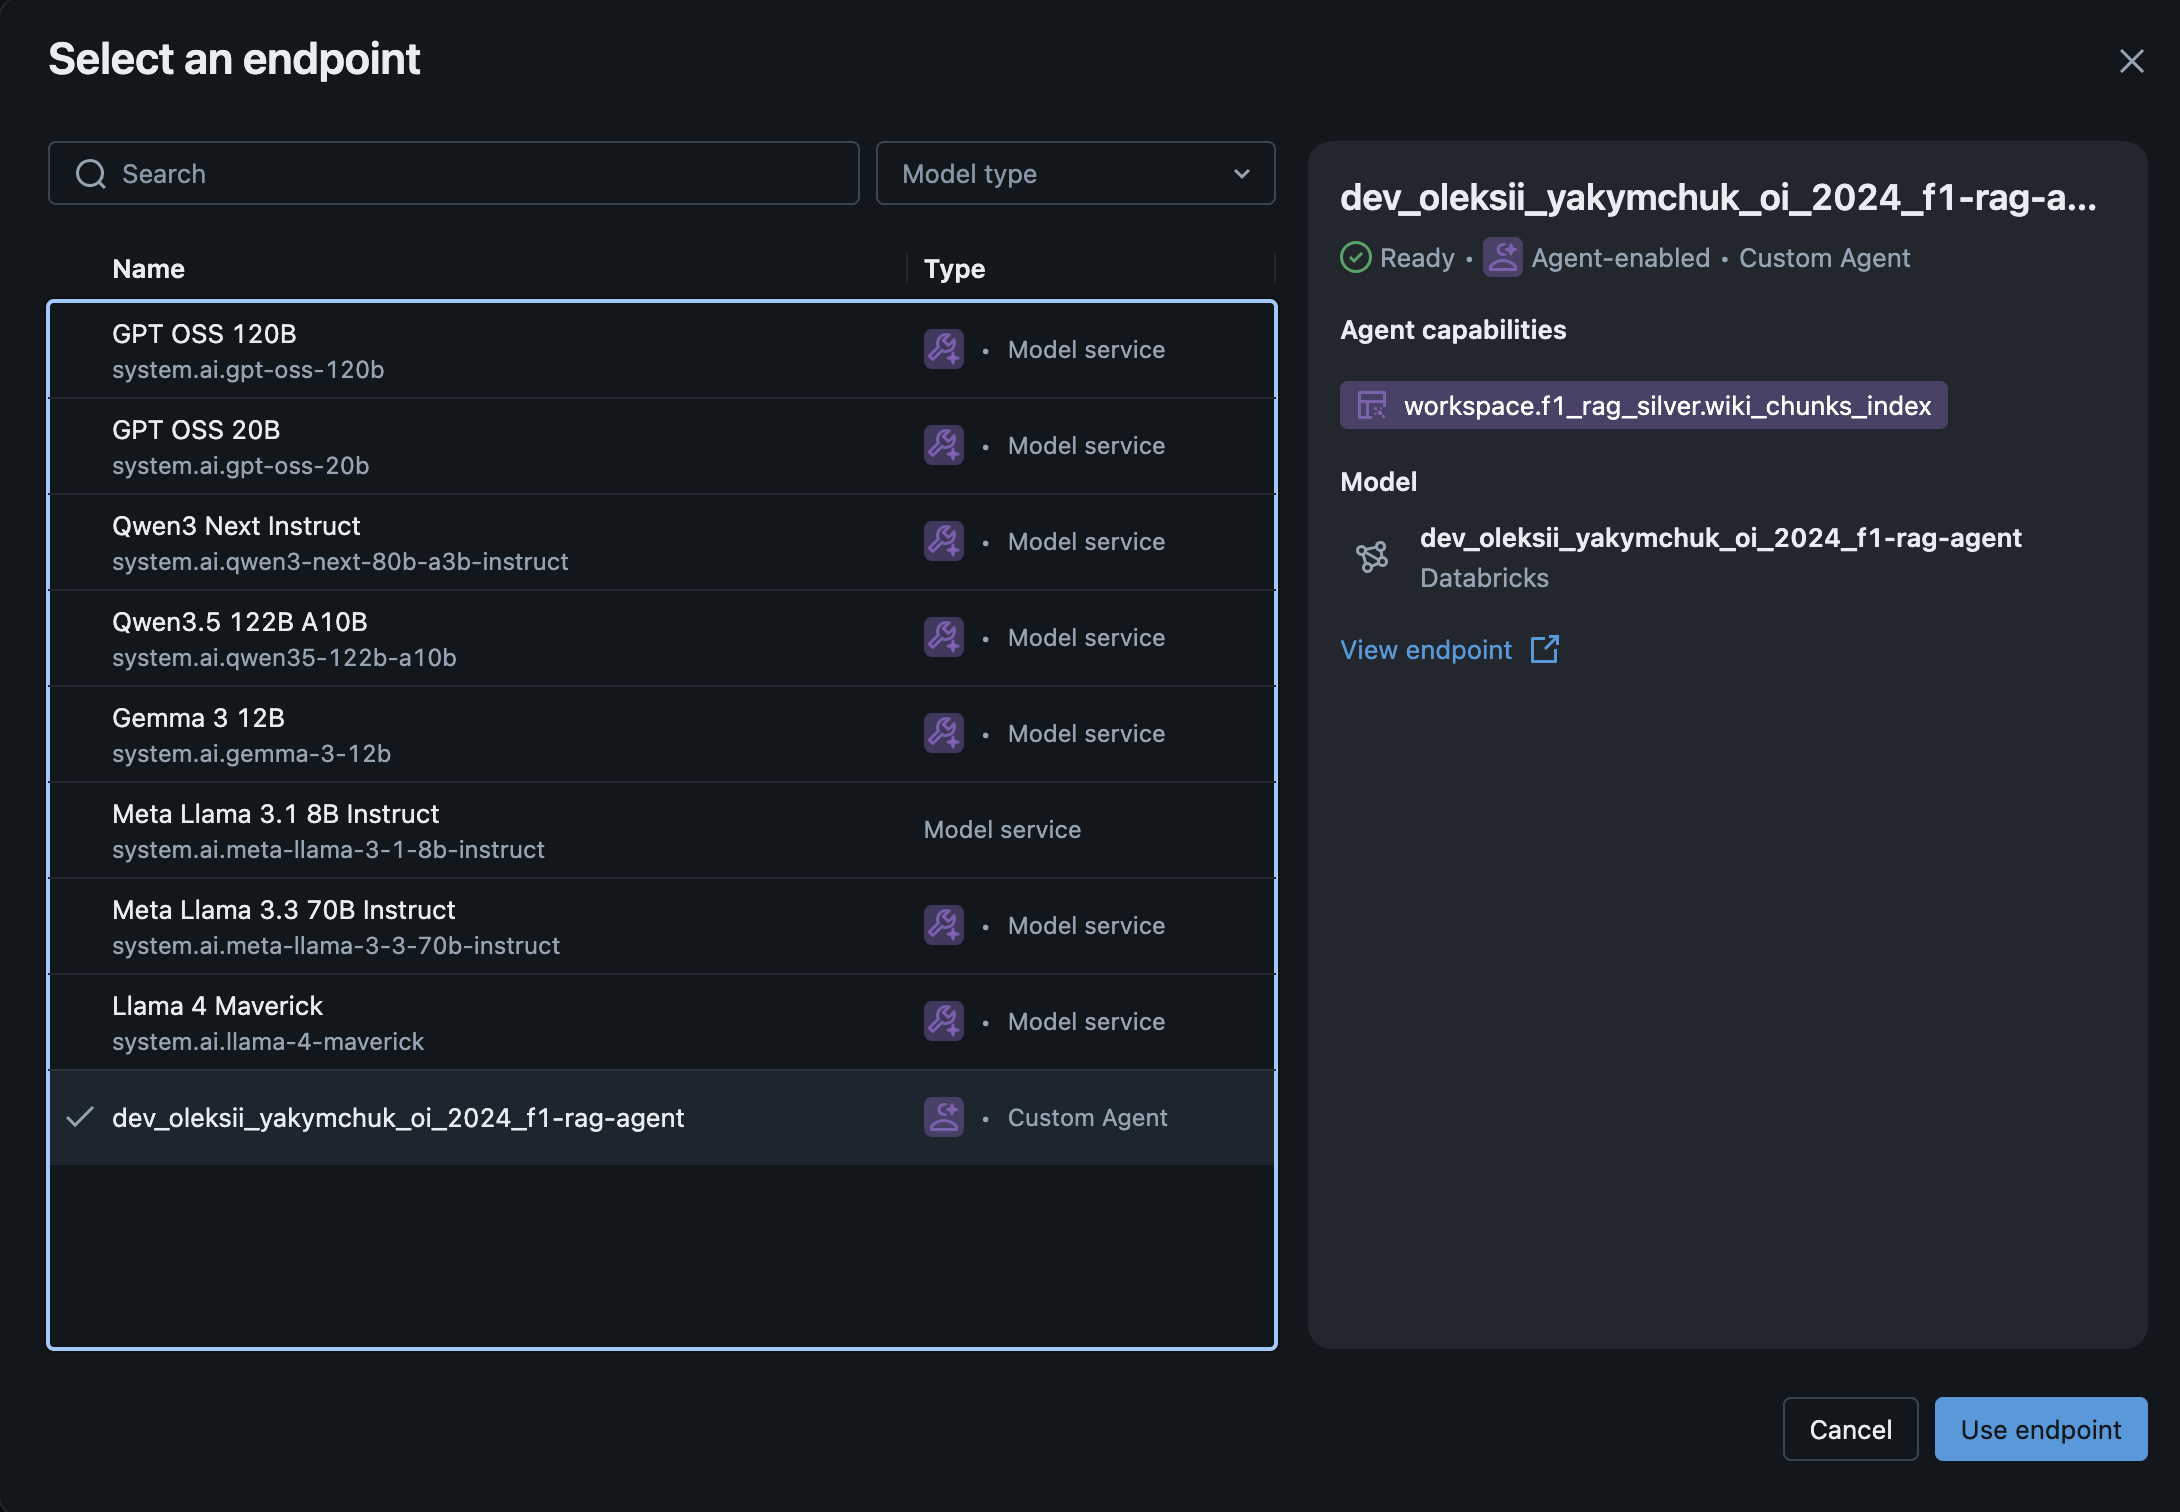 Select an endpoint
Search
Model type
Name
Type
GPT OSS 120B
system.ai.gpt-oss-120b
• Model service
GPT OSS 20B
system.ai.gpt-oss-20b
• Model service
Qwen3 Next Instruct
system.ai.qwen3-next-80b-a3b-instruct
• Model service
Qwen3.5 122B A10B
system.ai.qwen35-122b-a10b
• Model service
Gemma 3 12B
system.ai.gemma-3-12b
• Model service
Meta Llama 3.1 8B Instruct
system.ai.meta-llama-3-1-8b-instruct
Model service
Meta Llama 3.3 70B Instruct
system.ai.meta-llama-3-3-70b-instruct
• Model service
Llama 4 Maverick
system.ai.llama-4-maverick
• Model service
dev_oleksii_yakymchuk_oi_2024_f1-rag-agent
• Custom Agent
dev_oleksii_yakymchuk_oi_2024_f1-rag-a...
Ready • Agent-enabled • Custom Agent
Agent capabilities
workspace.f1_rag_silver.wiki_chunks_index
Model
dev_oleksii_yakymchuk_oi_2024_f1-rag-agent
Databricks
View endpoint
Cancel
Use endpoint